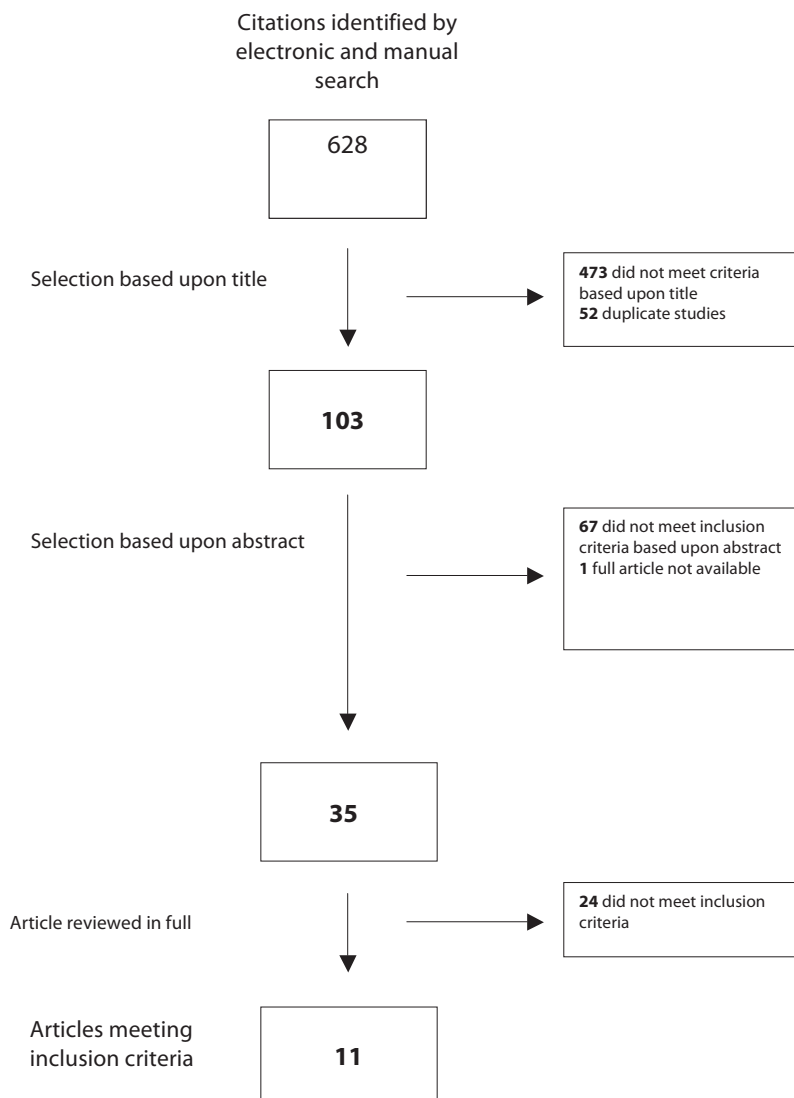 Citations identified by
electronic and manual
search
628
Selection based upon title
473 did not meet criteria
based upon title
52 duplicate studies
103
Selection based upon abstract
67 did not meet inclusion
criteria based upon abstract
1 full article not available
35
Article reviewed in full
24 did not meet inclusion
criteria
Articles meeting
inclusion criteria
11